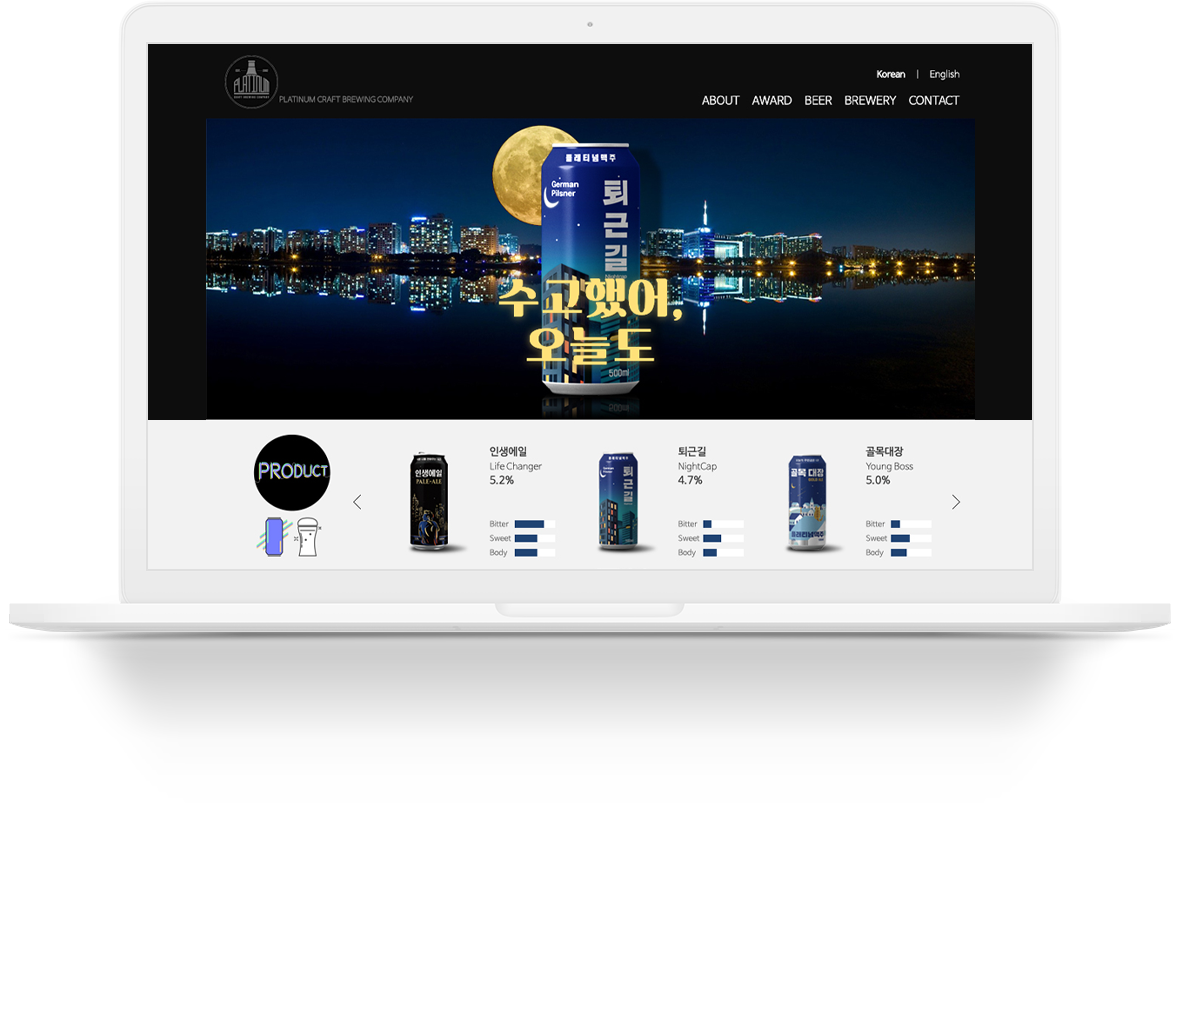 PLATINUM
PLATINUM CRAFT BREWING COMPANY
Korean | English
ABOUT AWARD BEER BREWERY CONTACT
플래티넘맥주
German
Pilsner
퇴근길
수고했어,
오늘도
500ml
PRODUCT
인생에일
PALE-ALE
인생에일
Life Changer
5.2%
Bitter
Sweet
Body
퇴근길
퇴근길
NightCap
4.7%
Bitter
Sweet
Body
골목대장
플래티넘맥주
골목대장
Young Boss
5.0%
Bitter
Sweet
Body